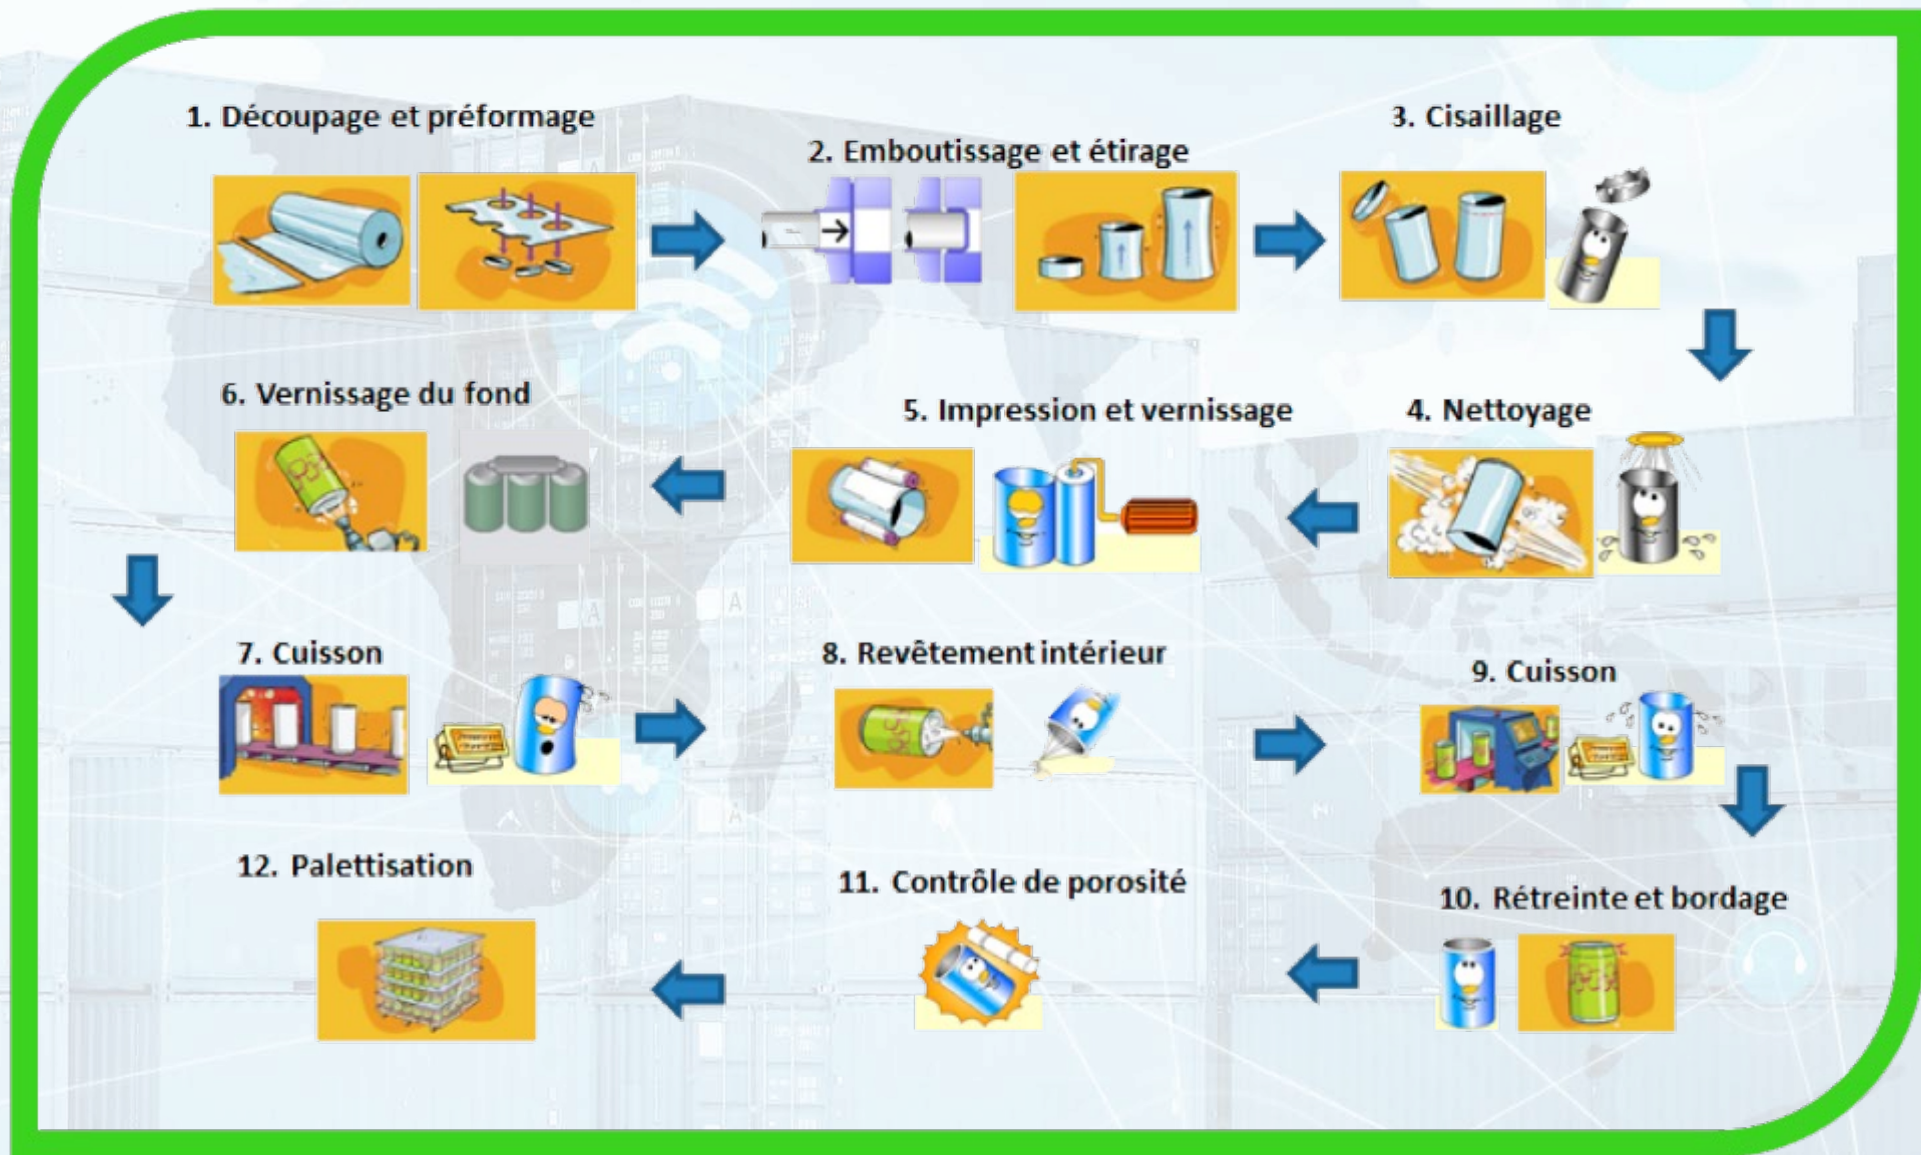 1. Découpage et préformage
2. Emboutissage et étirage
3. Cisaillage
4. Nettoyage
5. Impression et vernissage
6. Vernissage du fond
7. Cuisson
8. Revêtement intérieur
9. Cuisson
10. Rétreinte et bordage
11. Contrôle de porosité
12. Palettisation